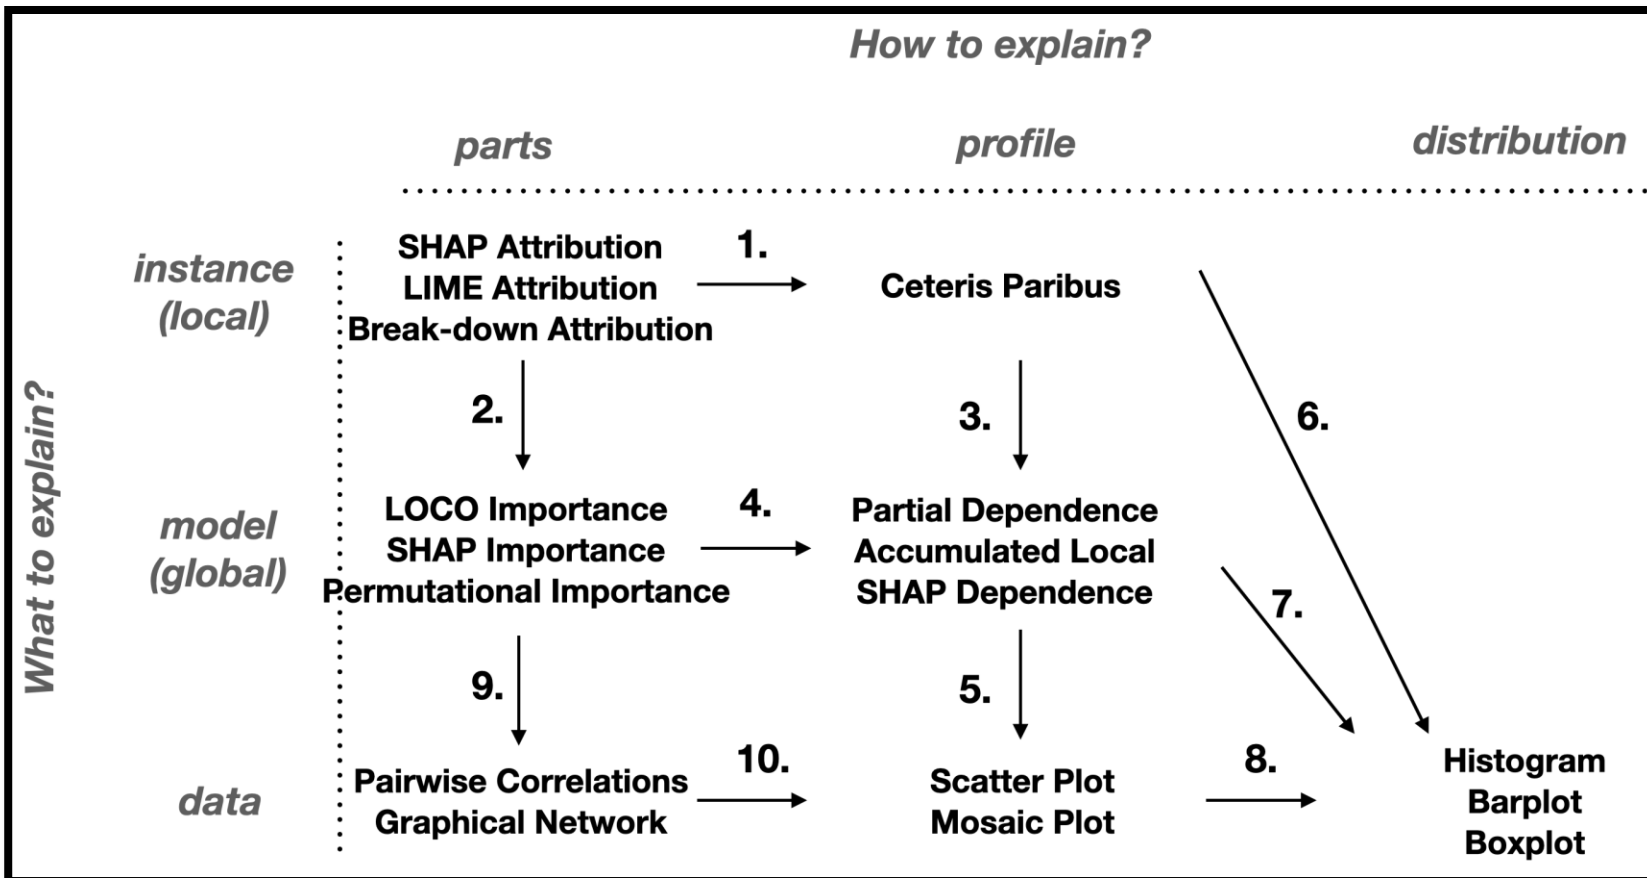 How to explain?
parts
profile
distribution
What to explain?
instance
(local)
SHAP Attribution
LIME Attribution
Break-down Attribution
1.
Ceteris Paribus
2.
3.
6.
model
(global)
LOCO Importance
SHAP Importance
Permutational Importance
4.
Partial Dependence
Accumulated Local
SHAP Dependence
7.
9.
5.
data
Pairwise Correlations
Graphical Network
10.
Scatter Plot
Mosaic Plot
8.
Histogram
Barplot
Boxplot